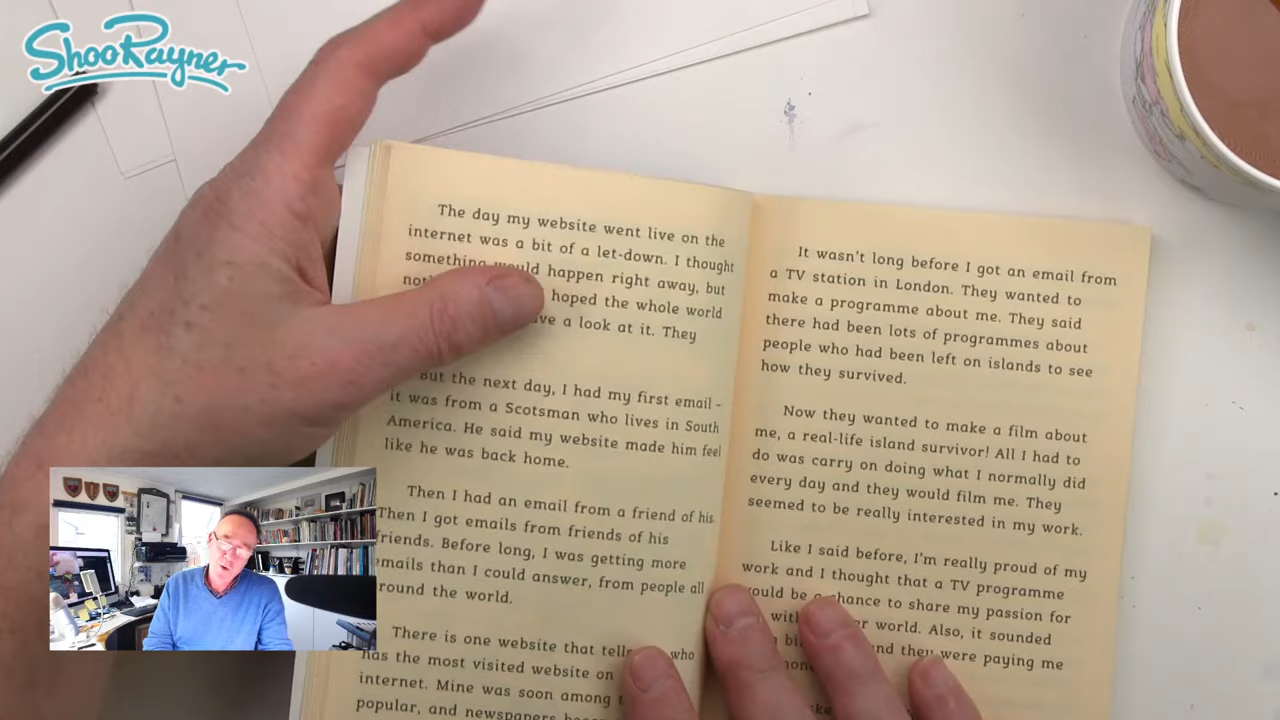 ShooRayner
The day my website went live on the
internet was a bit of a let-down. I thought
something would happen right away, but
hoped the whole world
have a look at it. They
But the next day, I had my first email –
it was from a Scotsman who lives in South
America. He said my website made him feel
like he was back home.
Then I had an email from a friend of his.
Then I got emails from friends of his
friends. Before long, I was getting more
emails than I could answer, from people all
around the world.
There is one website that tells who
has the most visited website on
internet. Mine was soon among
popular, and newspapers
It wasn't long before I got an email from
a TV station in London. They wanted to
make a programme about me. They said
there had been lots of programmes about
people who had been left on islands to see
how they survived.
Now they wanted to make a film about
me, a real-life island survivor! All I had to
do was carry on doing what I normally did
every day and they would film me. They
seemed to be really interested in my work.
Like I said before, I'm really proud of my
work and I thought that a TV programme
would be a chance to share my passion for
with world. Also, it sounded
and they were paying me